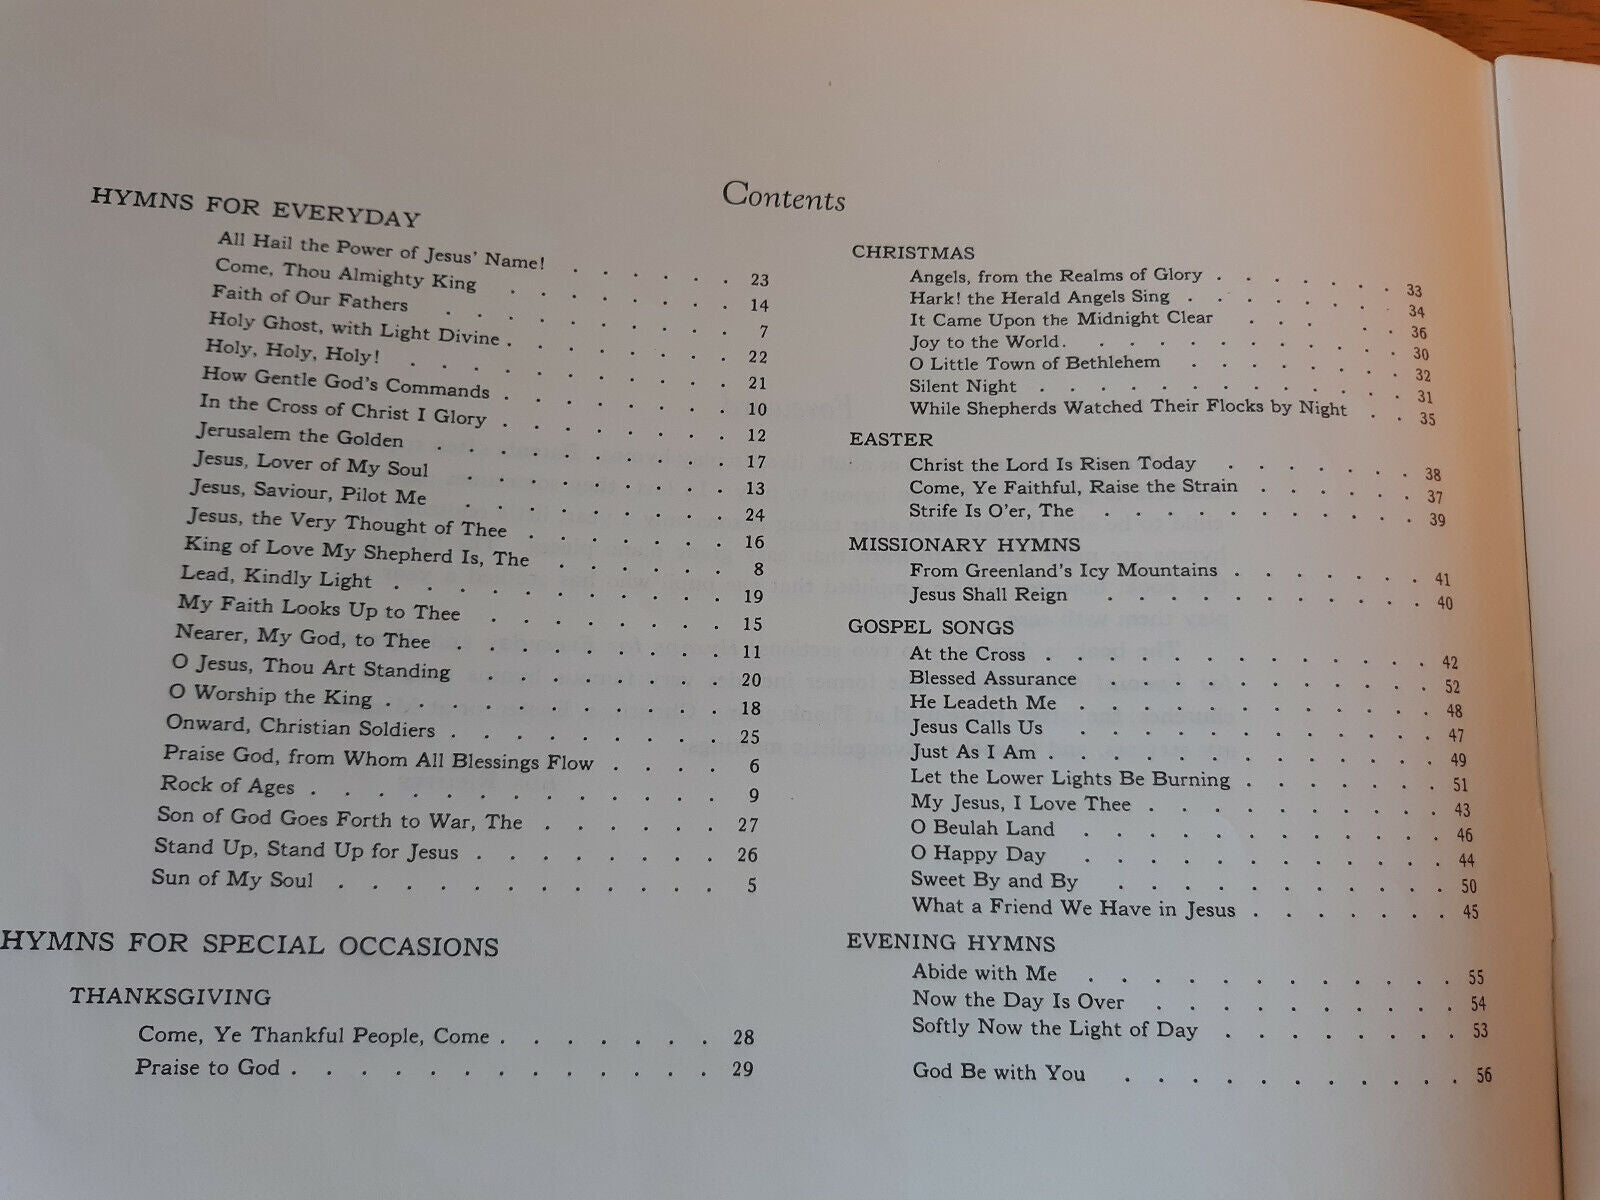 Contents
HYMNS FOR EVERYDAY
All Hail the Power of Jesus' Name! . . . . . . 23
Come, Thou Almighty King . . . . . . . . 14
Faith of Our Fathers . . . . . . . . . . 7
Holy Ghost, with Light Divine . . . . . . . . 22
Holy, Holy, Holy! . . . . . . . . . . . 21
How Gentle God's Commands . . . . . . . . 10
In the Cross of Christ I Glory . . . . . . . . 12
Jerusalem the Golden . . . . . . . . . . 17
Jesus, Lover of My Soul . . . . . . . . . 13
Jesus, Saviour, Pilot Me . . . . . . . . . 24
Jesus, the Very Thought of Thee . . . . . . . 16
King of Love My Shepherd Is, The . . . . . . 8
Lead, Kindly Light . . . . . . . . . . . 19
My Faith Looks Up to Thee . . . . . . . . 15
Nearer, My God, to Thee . . . . . . . . . 11
O Jesus, Thou Art Standing . . . . . . . . 20
O Worship the King . . . . . . . . . . . 18
Onward, Christian Soldiers . . . . . . . . . 25
Praise God, from Whom All Blessings Flow . . . . 6
Rock of Ages . . . . . . . . . . . . . 9
Son of God Goes Forth to War, The . . . . . . 27
Stand Up, Stand Up for Jesus . . . . . . . . 26
Sun of My Soul . . . . . . . . . . . . 5
HYMNS FOR SPECIAL OCCASIONS
THANKSGIVING
Come, Ye Thankful People, Come . . . . . . . 28
Praise to God . . . . . . . . . . . . . 29
CHRISTMAS
Angels, from the Realms of Glory . . . . . . . 33
Hark! the Herald Angels Sing . . . . . . . 34
It Came Upon the Midnight Clear . . . . . 36
Joy to the World . . . . . . . . . . . 30
O Little Town of Bethlehem . . . . . . . 32
Silent Night . . . . . . . . . . . . 31
While Shepherds Watched Their Flocks by Night . . 35
EASTER
Christ the Lord Is Risen Today . . . . . . . 38
Come, Ye Faithful, Raise the Strain . . . . . . 37
Strife Is O'er, The . . . . . . . . . . . 39
MISSIONARY HYMNS
From Greenland's Icy Mountains . . . . . . . 41
Jesus Shall Reign . . . . . . . . . . . 40
GOSPEL SONGS
At the Cross . . . . . . . . . . . . . 42
Blessed Assurance . . . . . . . . . . . 52
He Leadeth Me . . . . . . . . . . . . 48
Jesus Calls Us . . . . . . . . . . . . 47
Just As I Am . . . . . . . . . . . . . 49
Let the Lower Lights Be Burning . . . . . . . 51
My Jesus, I Love Thee . . . . . . . . . . 43
O Beulah Land . . . . . . . . . . . . 46
O Happy Day . . . . . . . . . . . . 44
Sweet By and By . . . . . . . . . . . 50
What a Friend We Have in Jesus . . . . . . . 45
EVENING HYMNS
Abide with Me . . . . . . . . . . . . 55
Now the Day Is Over . . . . . . . . . . 54
Softly Now the Light of Day . . . . . . . . 53
God Be with You . . . . . . . . . . . 56